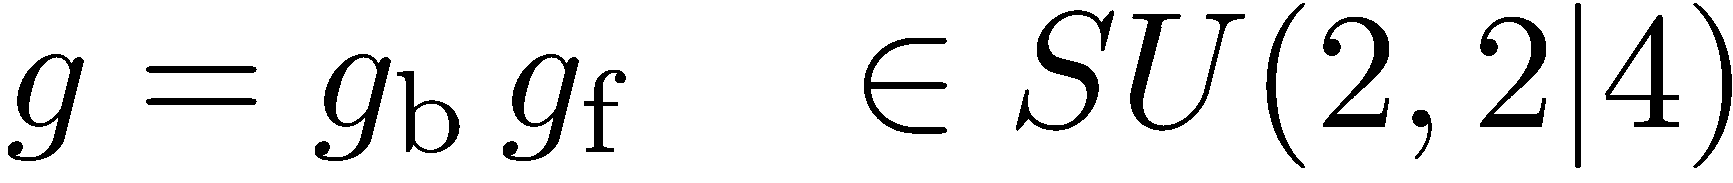 g = g_b g_f ∈ SU(2, 2|4)